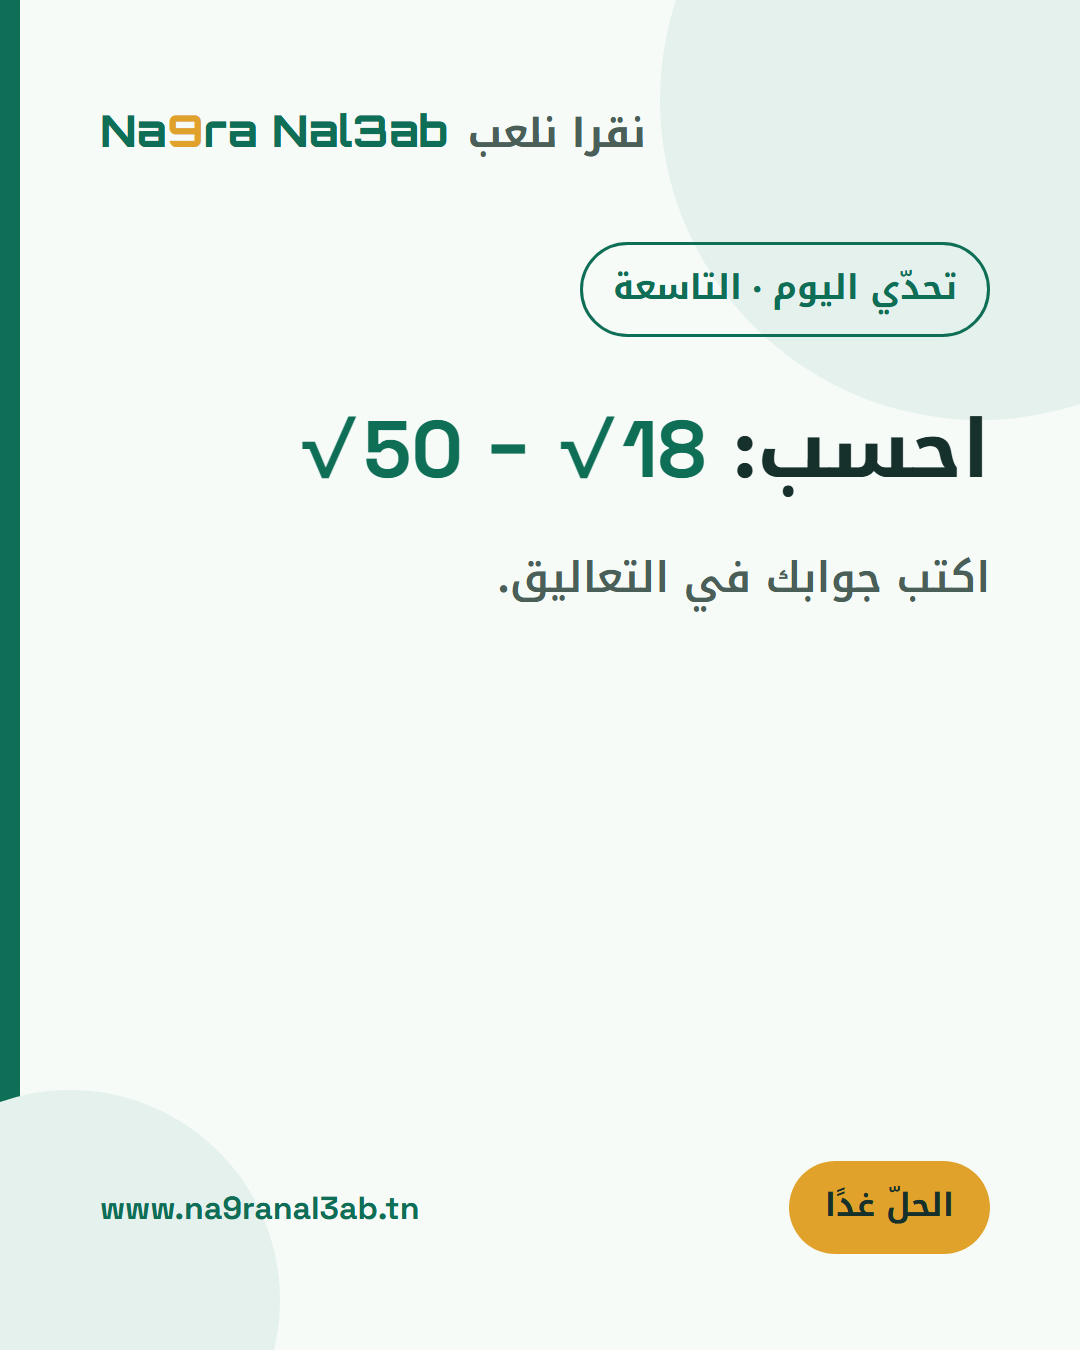 Na9ra Nal3ab نقرا نلعب
تحدّي اليوم · التاسعة
احسب: √50 − √18
اكتب جوابك في التعاليق.
الحلّ غدًا
www.na9ranal3ab.tn